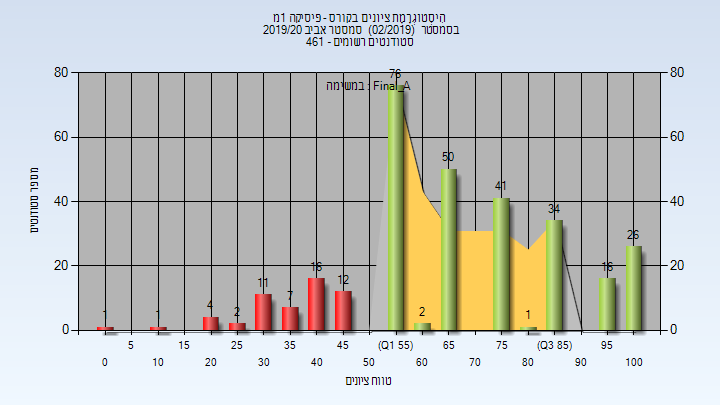 היסטוגרמת ציונים בקורס - פיסיקה 1מ
בסמסטר (02/2019) סמסטר אביב 2019/20
סטודנטים רשומים - 461
במשימה : Final_A
80 80
60 60
40 40
20 20
0 0
מספר סטודנטים
1 1 4 2 11 7 16 12 76 2 50 41 1 34 16 26
5 15 25 35 45 (Q1 55) 65 75 (Q3 85) 95
0 10 20 30 40 50 60 70 80 90 100
טווח ציונים